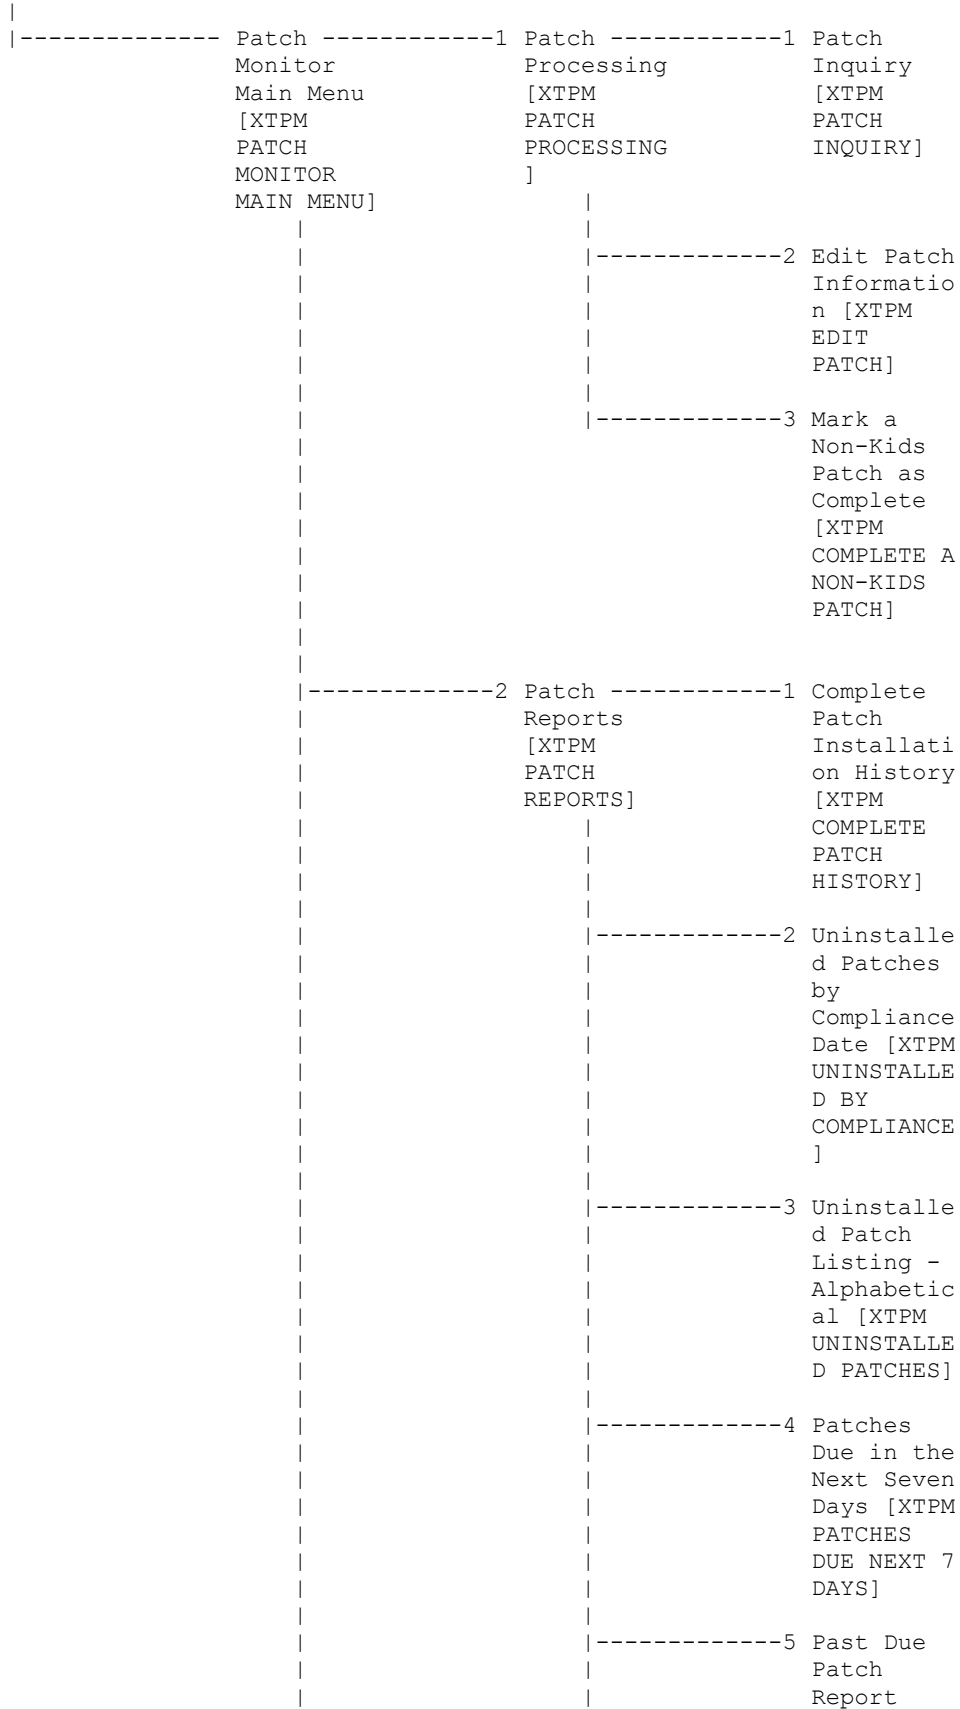 |
|-------------- Patch ------------1 Patch ------------1 Patch
Monitor Processing Inquiry
Main Menu [XTPM [XTPM
[XTPM PATCH PATCH
PATCH PROCESSING INQUIRY]
MONITOR ]
MAIN MENU] |
| |
| |-------------2 Edit Patch
| | Informatio
| | n [XTPM
| | EDIT
| | PATCH]
| |
| |-------------3 Mark a
| Non-Kids
| Patch as
| Complete
| [XTPM
| COMPLETE A
| NON-KIDS
| PATCH]
|
|
|-------------2 Patch ------------1 Complete
| Reports Patch
| [XTPM Installati
| PATCH on History
| REPORTS] [XTPM
| | COMPLETE
| | PATCH
| | HISTORY]
| |
| |-------------2 Uninstalle
| | d Patches
| | by
| | Compliance
| | Date [XTPM
| | UNINSTALLE
| | D BY
| | COMPLIANCE
| | ]
| |
| |-------------3 Uninstalle
| | d Patch
| | Listing -
| | Alphabetic
| | al [XTPM
| | UNINSTALLE
| | D PATCHES]
| |
| |-------------4 Patches
| | Due in the
| | Next Seven
| | Days [XTPM
| | PATCHES
| | DUE NEXT 7
| | DAYS]
| |
| |-------------5 Past Due
| | Patch
| | Report